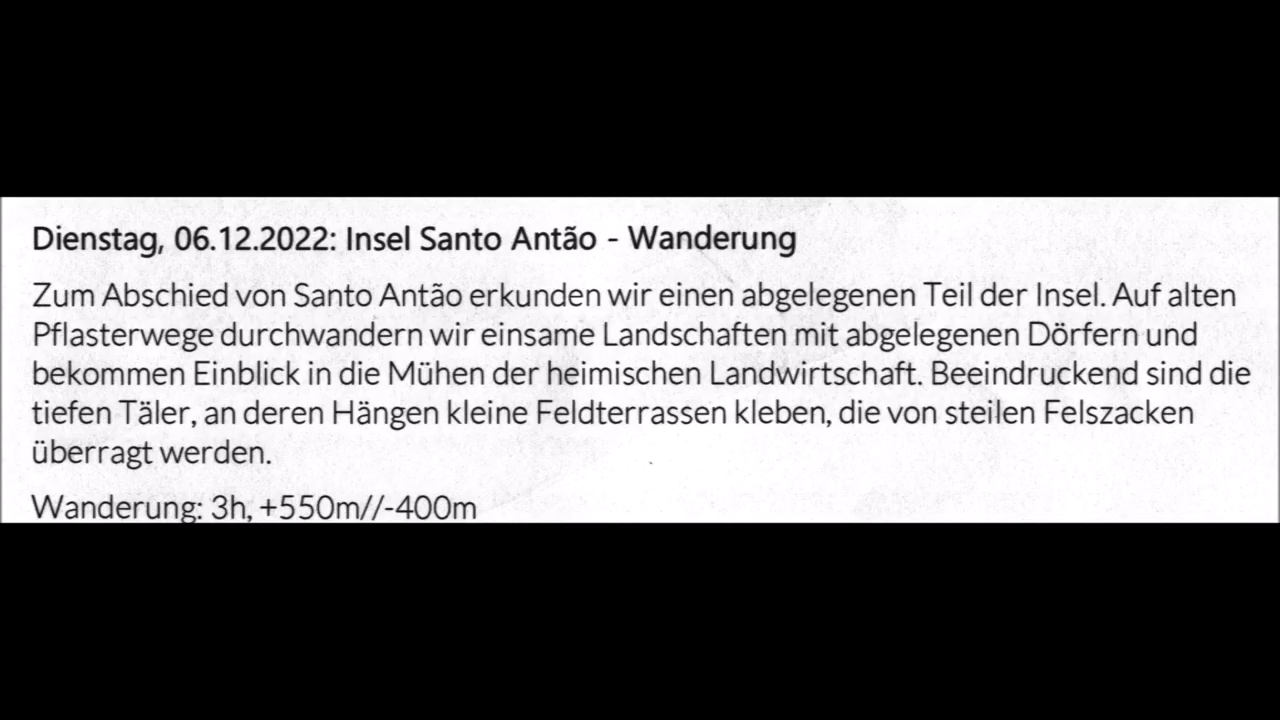 Dienstag, 06.12.2022: Insel Santo Antão - Wanderung
Zum Abschied von Santo Antão erkunden wir einen abgelegenen Teil der Insel. Auf alten
Pflasterwege durchwandern wir einsame Landschaften mit abgelegenen Dörfern und
bekommen Einblick in die Mühen der heimischen Landwirtschaft. Beeindruckend sind die
tiefen Täler, an deren Hängen kleine Feldterrassen kleben, die von steilen Felszacken
überragt werden.
Wanderung: 3h, +550m//-400m